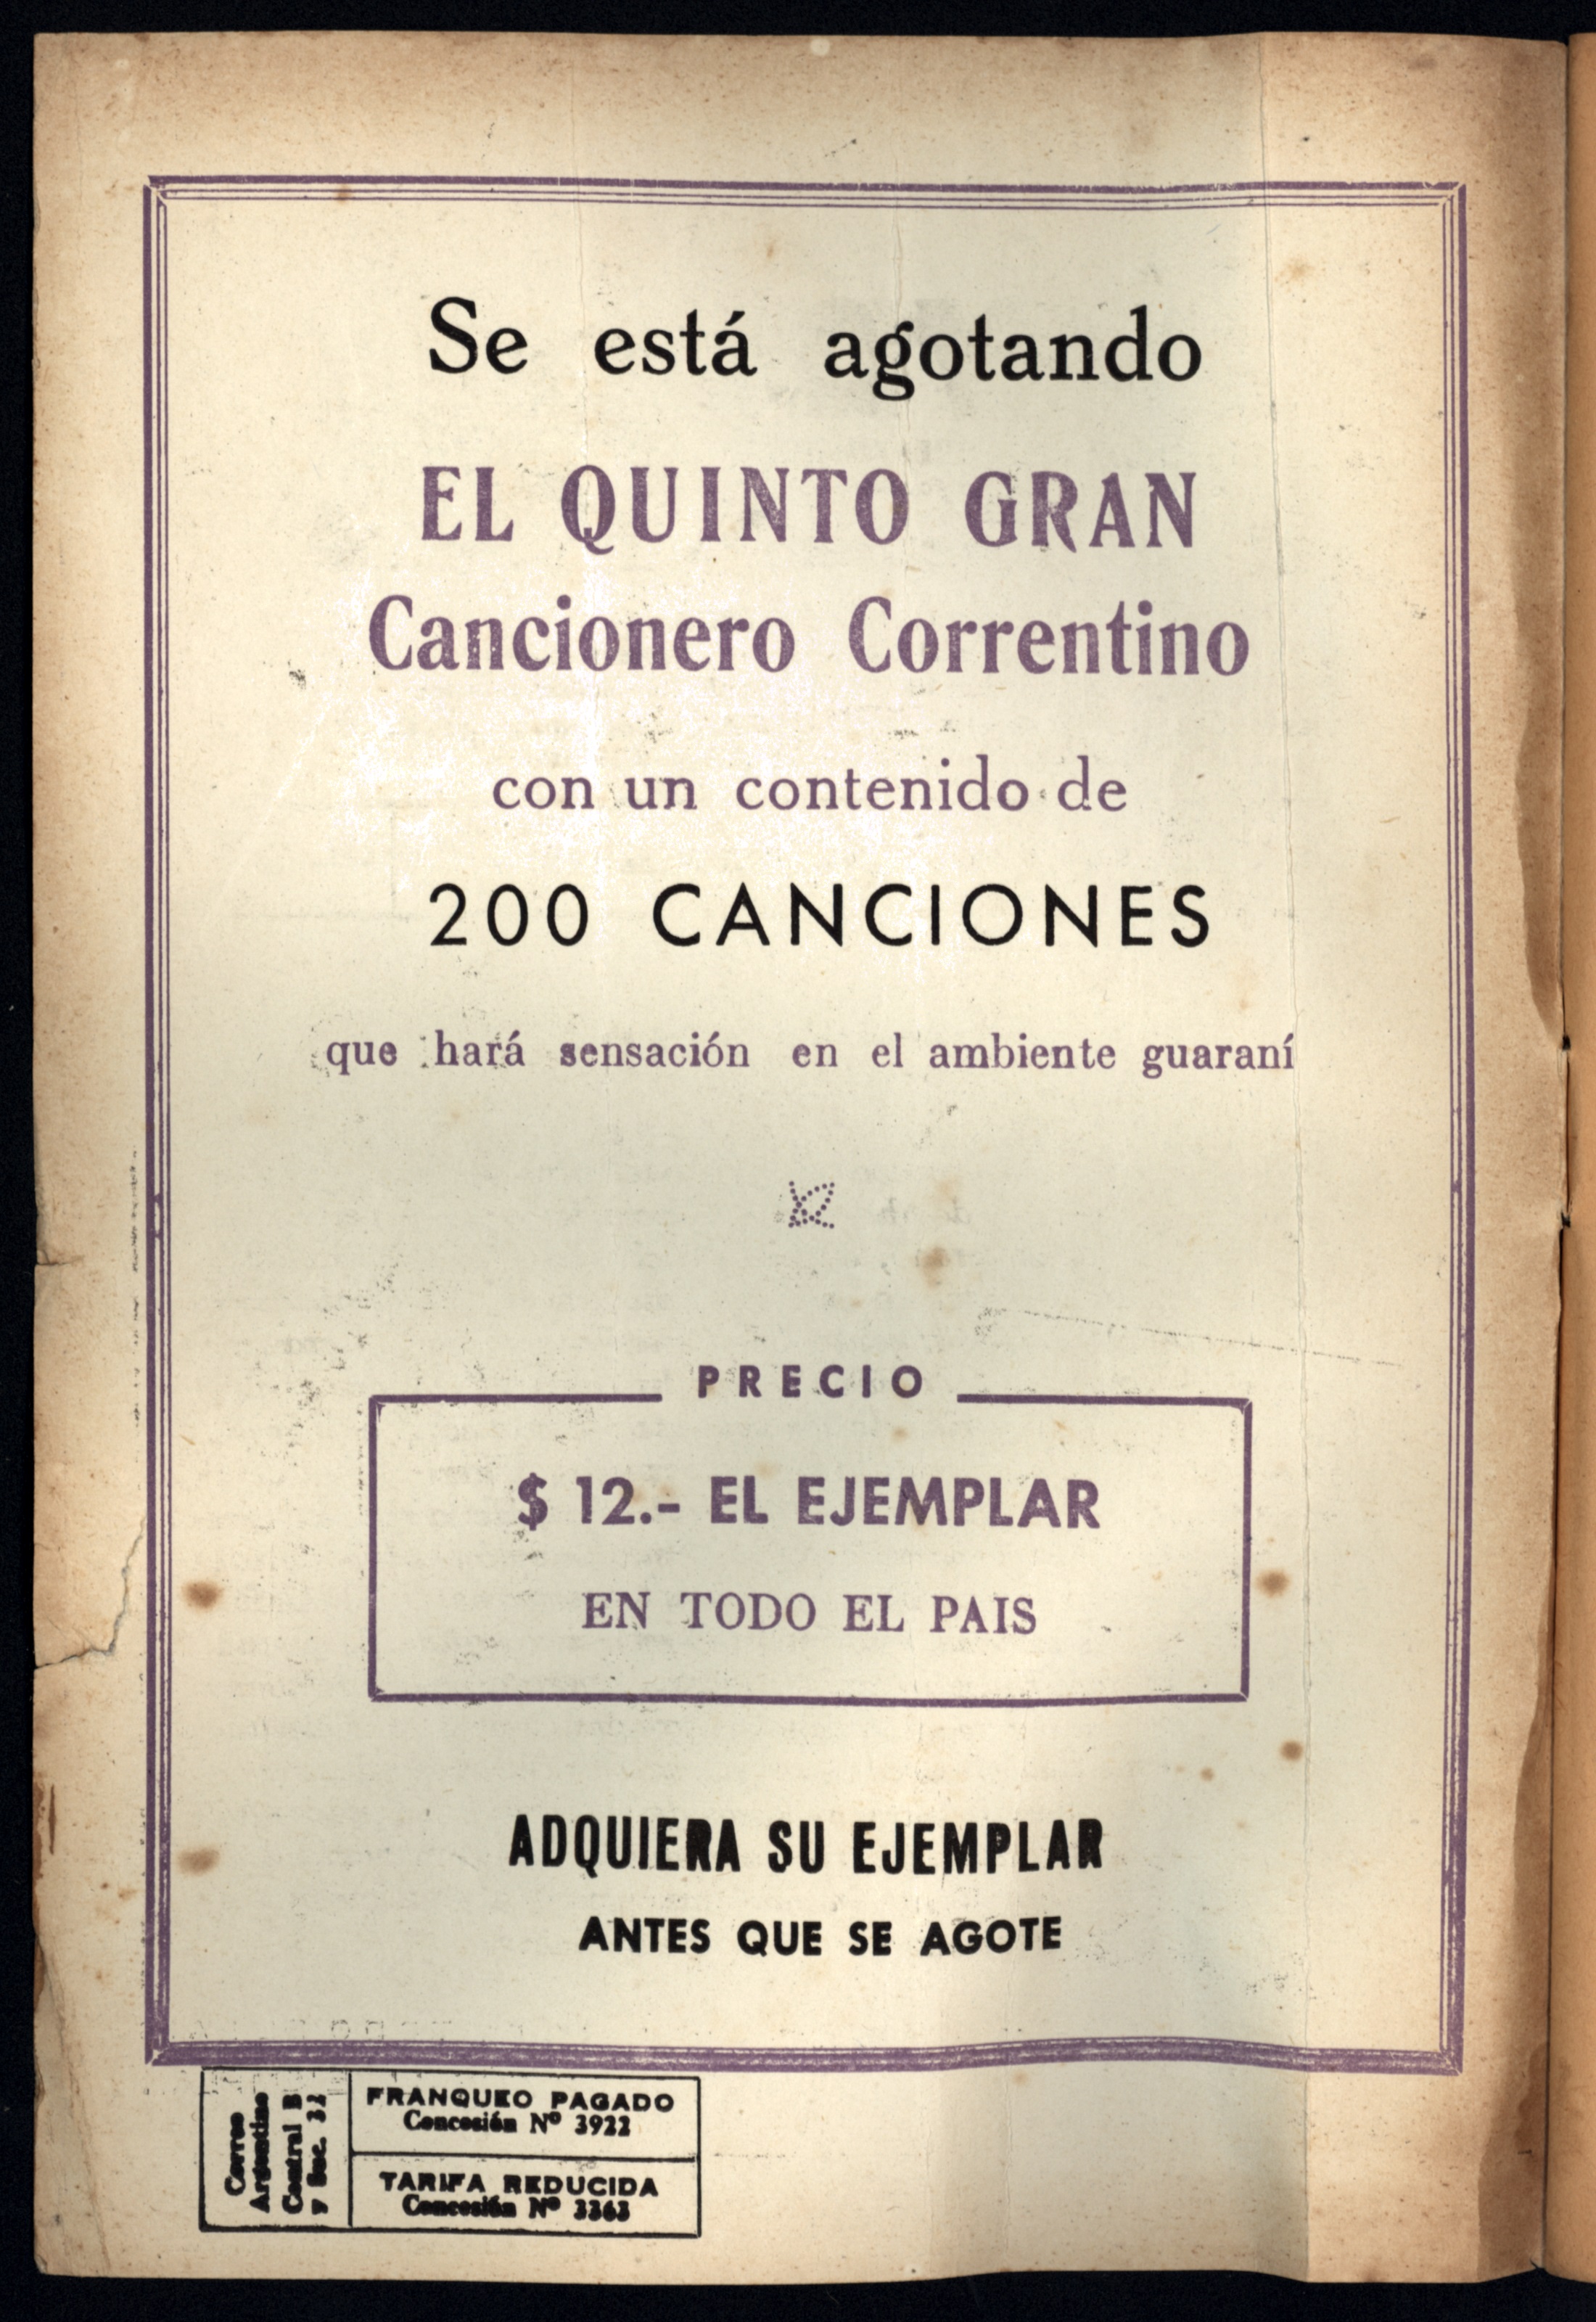 Se está agotando
EL QUINTO GRAN
Cancionero Correntino
con un contenido de
200 CANCIONES
que hará sensación en el ambiente guaraní
PRECIO
$ 12.- EL EJEMPLAR
EN TODO EL PAIS
ADQUIERA SU EJEMPLAR
ANTES QUE SE AGOTE
Correo
Argentino
Central B
y Suc. 32
FRANQUEO PAGADO
Concesión Nº 3922
TARIFA REDUCIDA
Concesión Nº 3363